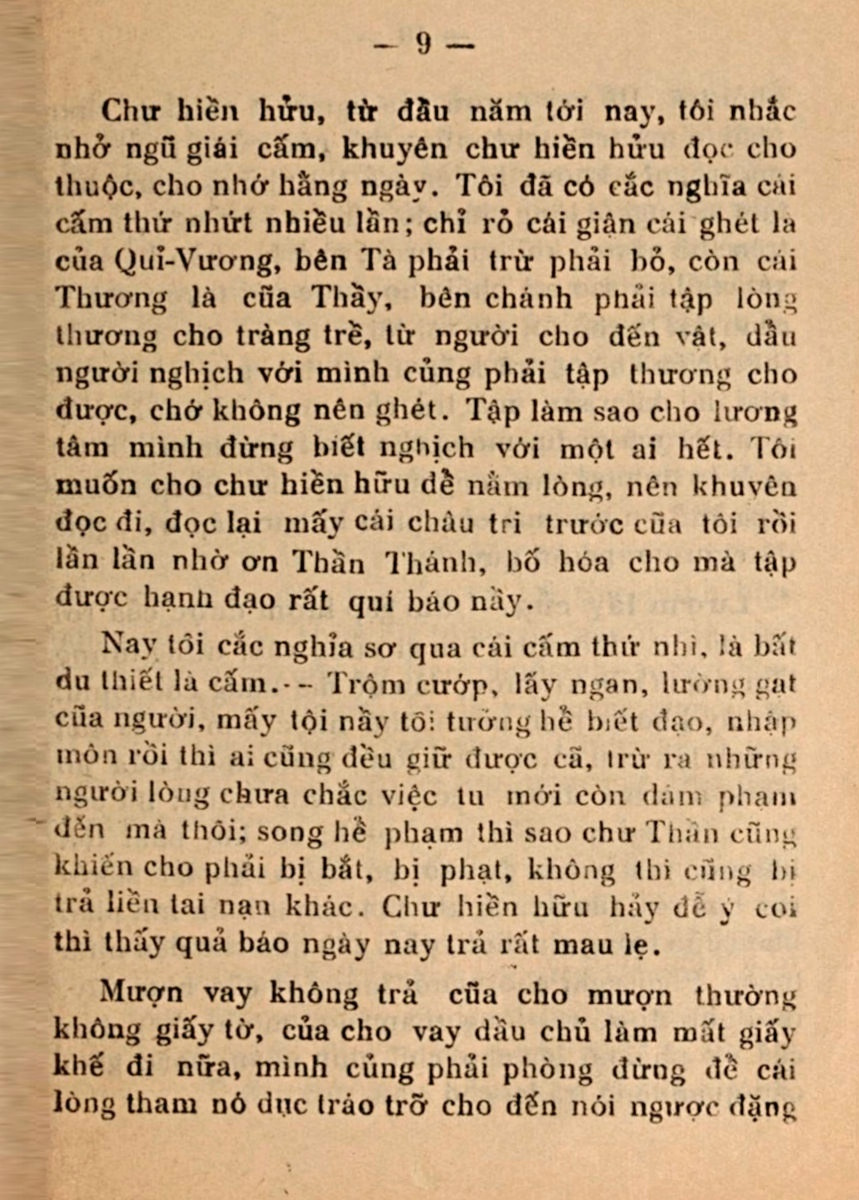 — 9 —
Chư hiền hửu, từ đầu năm tới nay, tôi nhắc
nhở ngũ giái cấm, khuyên chư hiền hửu đọc cho
thuộc, cho nhớ hằng ngày. Tôi đã có cắc nghĩa cái
cấm thứ nhứt nhiều lần; chỉ rỏ cái giận cái ghét là
của Quỉ-Vương, bên Tà phải trừ phải bỏ, còn cái
Thương là cũa Thầy, bên chánh phải tập lòng
thương cho tràng trề, từ người cho đến vật, dầu
người nghịch với mình củng phải tập thương cho
được, chớ không nên ghét. Tập làm sao cho lương
tâm mình đừng biết nghịch với một ai hết. Tôi
muốn cho chư hiền hữu dể nằm lòng, nên khuyên
đọc đi, đọc lại mấy cái châu tri trước cũa tôi rồi
lần lần nhờ ơn Thần Thánh, bố hóa cho mà tập
được hạnh đạo rất quí báo nầy.
Nay tôi cắc nghỉa sơ qua cái cấm thứ nhì, là bất
du thiết là cấm.-- Trộm cướp, lấy ngan, lường gạt
của người, mấy tội nầy tôi tưởng hề biết đạo, nhập
môn rồi thì ai cũng đều giữ được cã, trừ ra những
người lòng chưa chắc việc tu mới còn dám phạm
đến mà thôi; song hề phạm thì sao chư Thần cũng
khiến cho phải bị bắt, bị phạt, không thì cũng bị
trả liền tai nạn khác. Chư hiền hữu hảy để ý coi
thì thấy quả báo ngày nay trả rất mau lẹ.
Mượn vay không trả cũa cho mượn thường
không giấy tờ, của cho vay dầu chủ làm mất giấy
khế đi nữa, mình củng phải phòng đừng để cái
lòng tham nó dục tráo trỡ cho đến nói ngược đặng